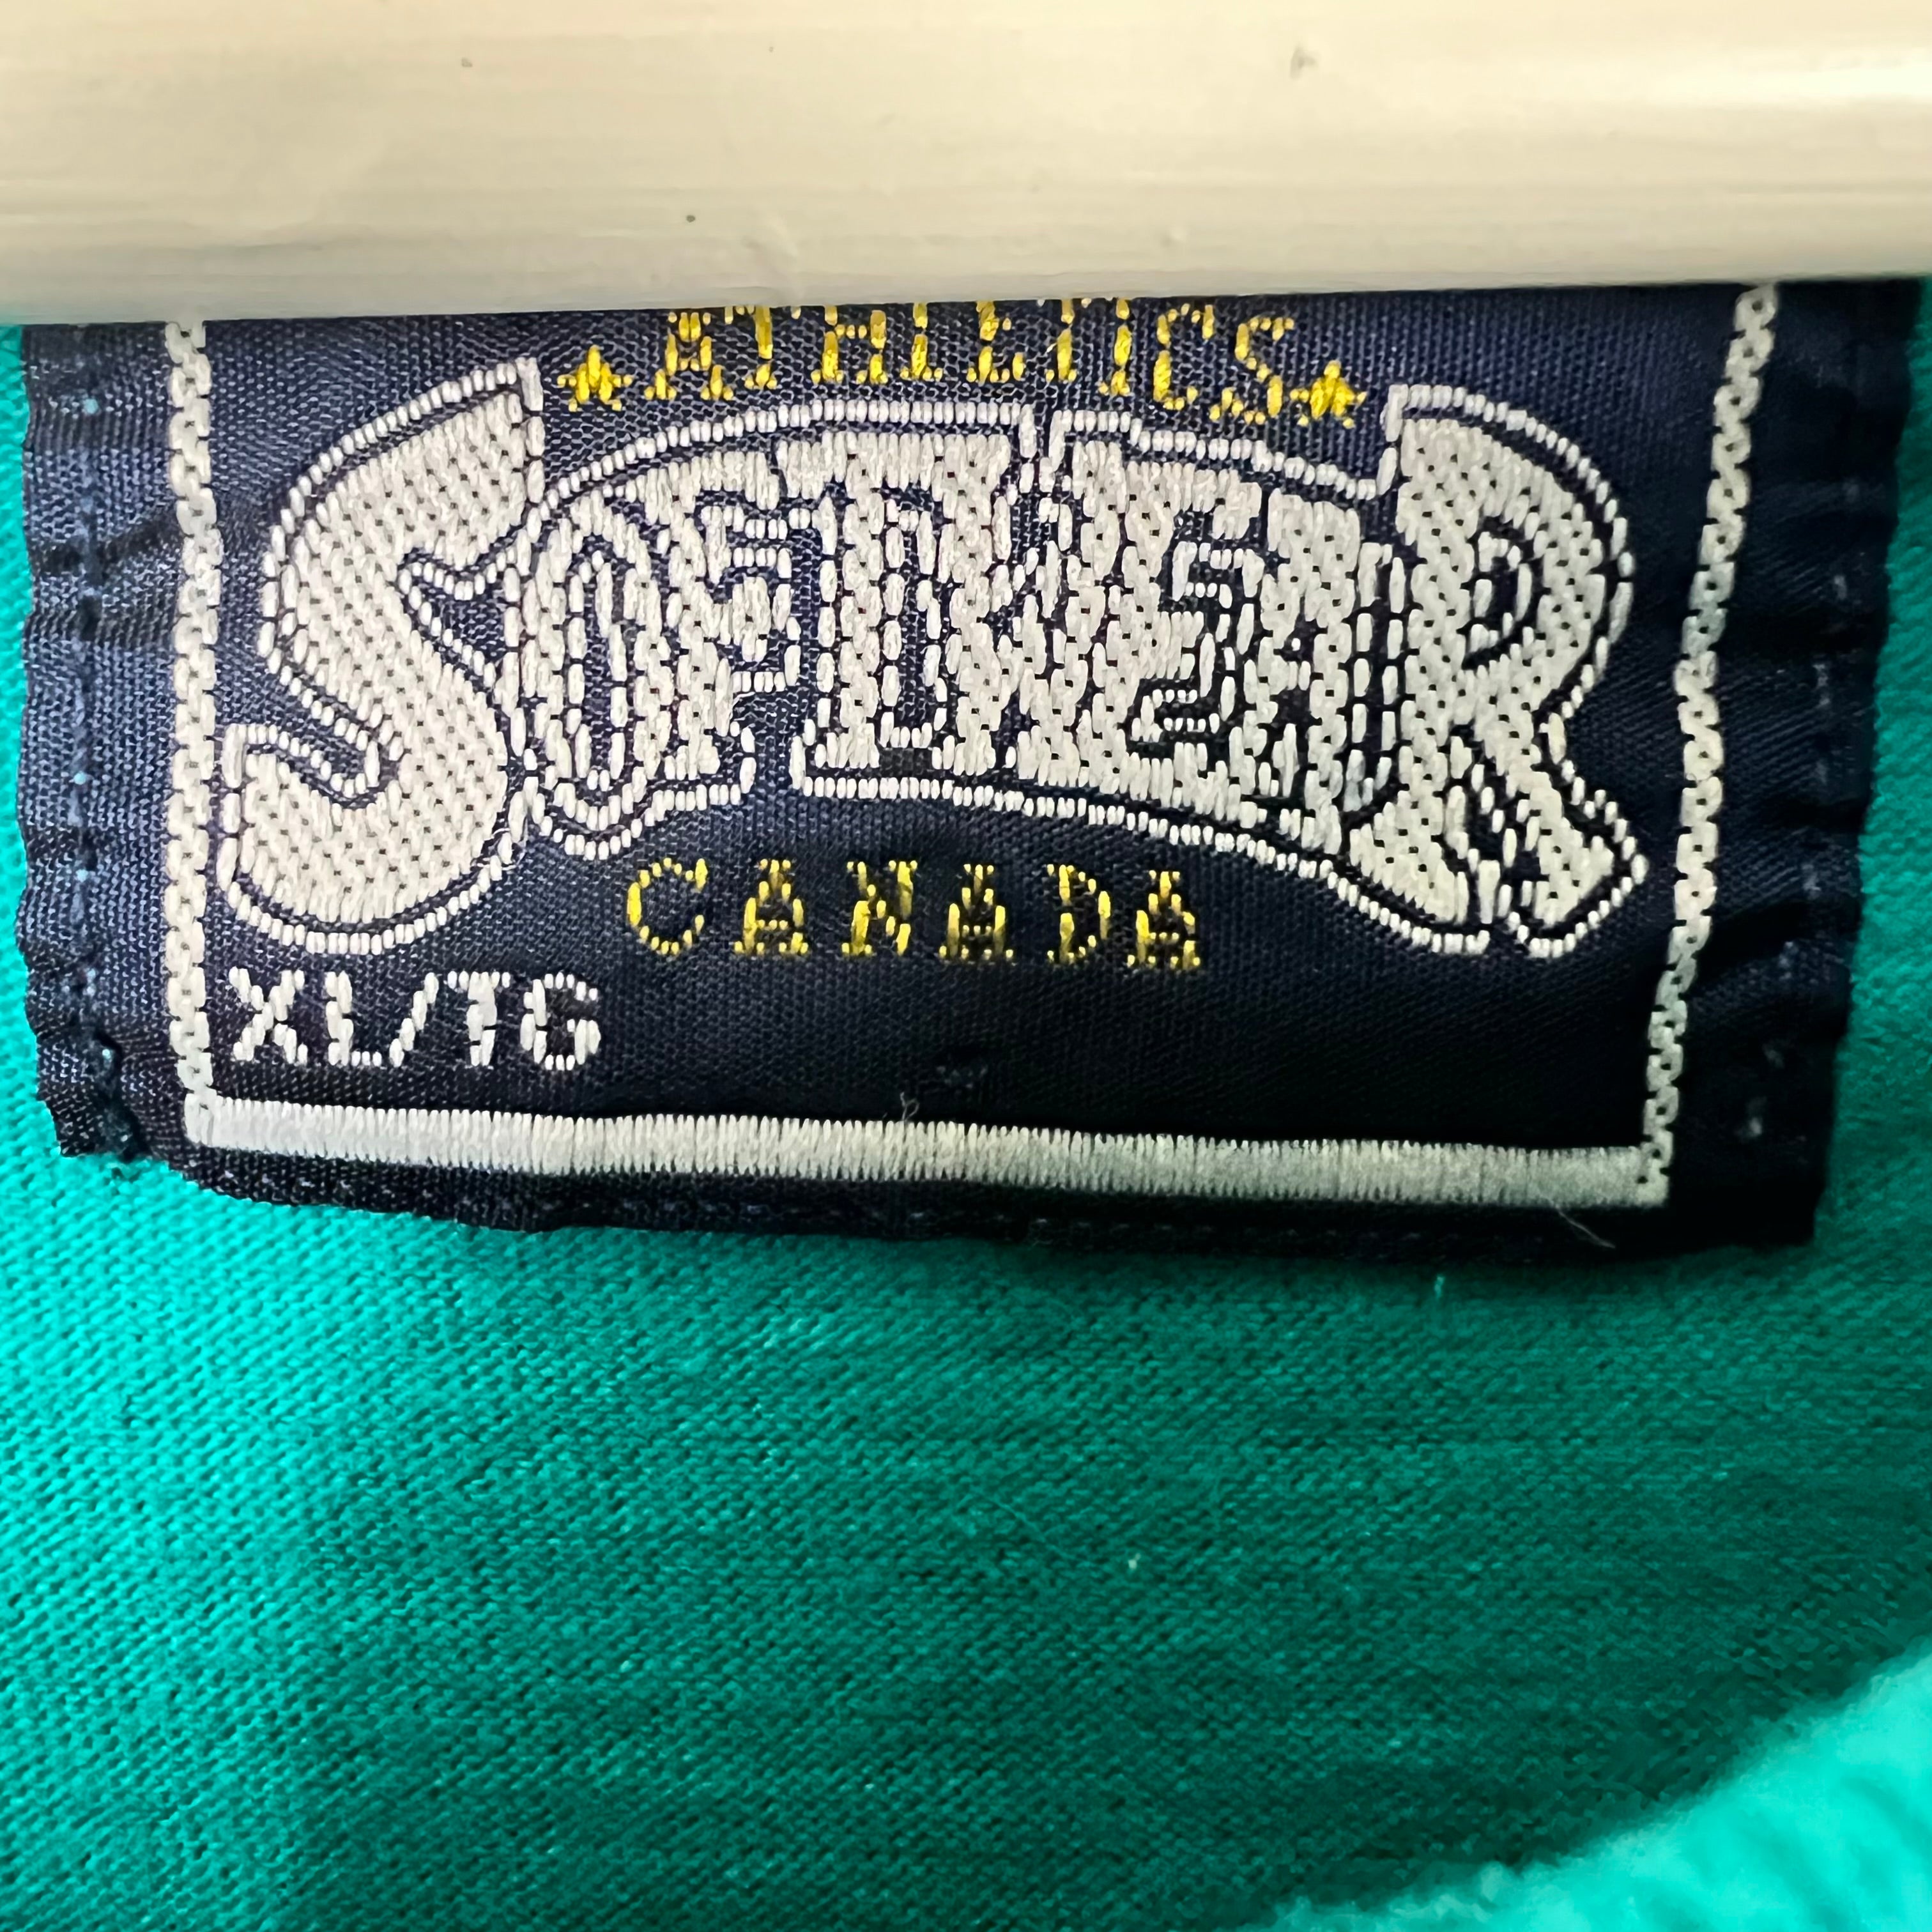 ★ATHLETICS★
SOFTWEAR
CANADA
XL/TG